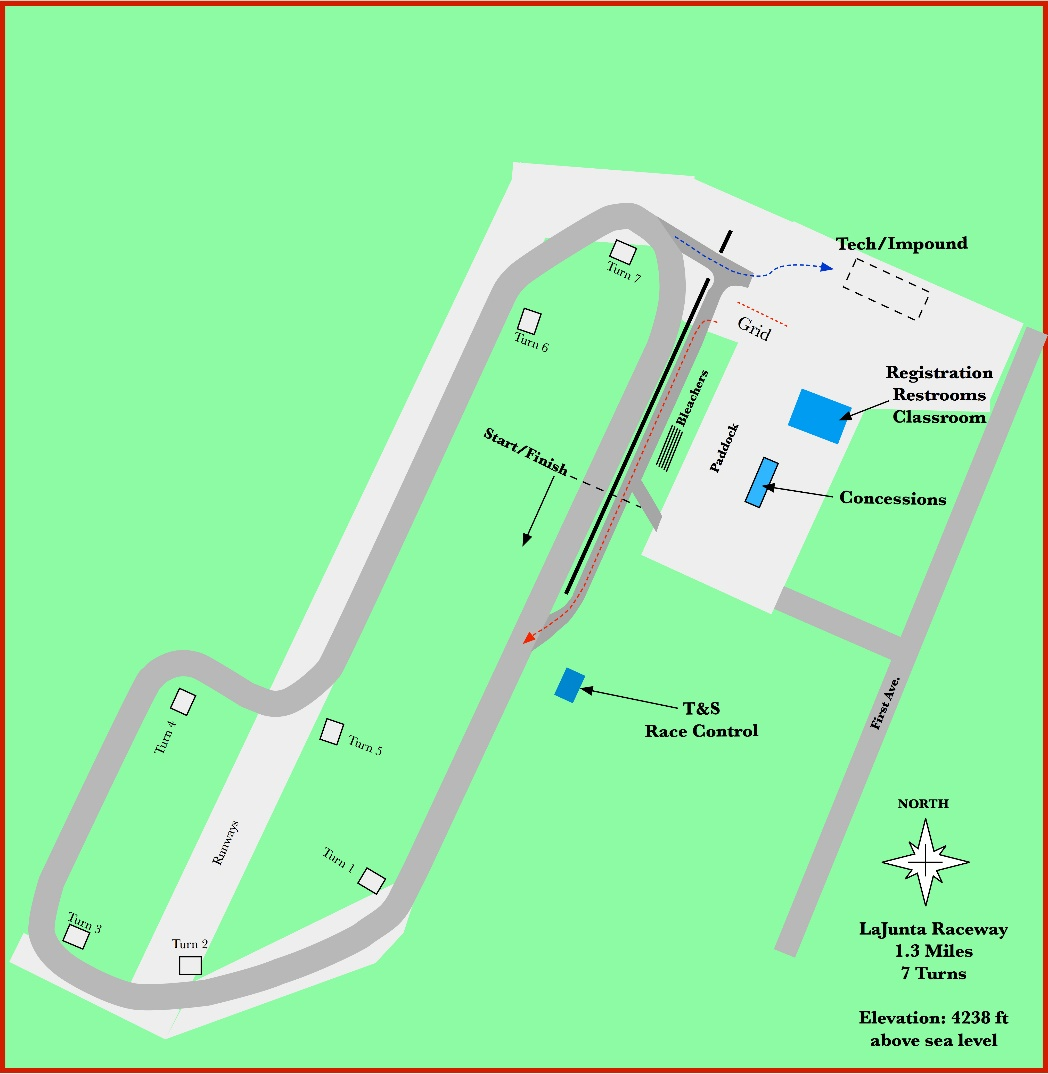 Tech/Impound
Turn 7
Grid
Turn 6
Registration
Restrooms
Classroom
Bleachers
Start/Finish
Paddock
Concessions
Turn 4
Turn 5
T&S
Race Control
First Ave.
Runways
Turn 1
NORTH
Turn 3
Turn 2
LaJunta Raceway
1.3 Miles
7 Turns
Elevation: 4238 ft
above sea level